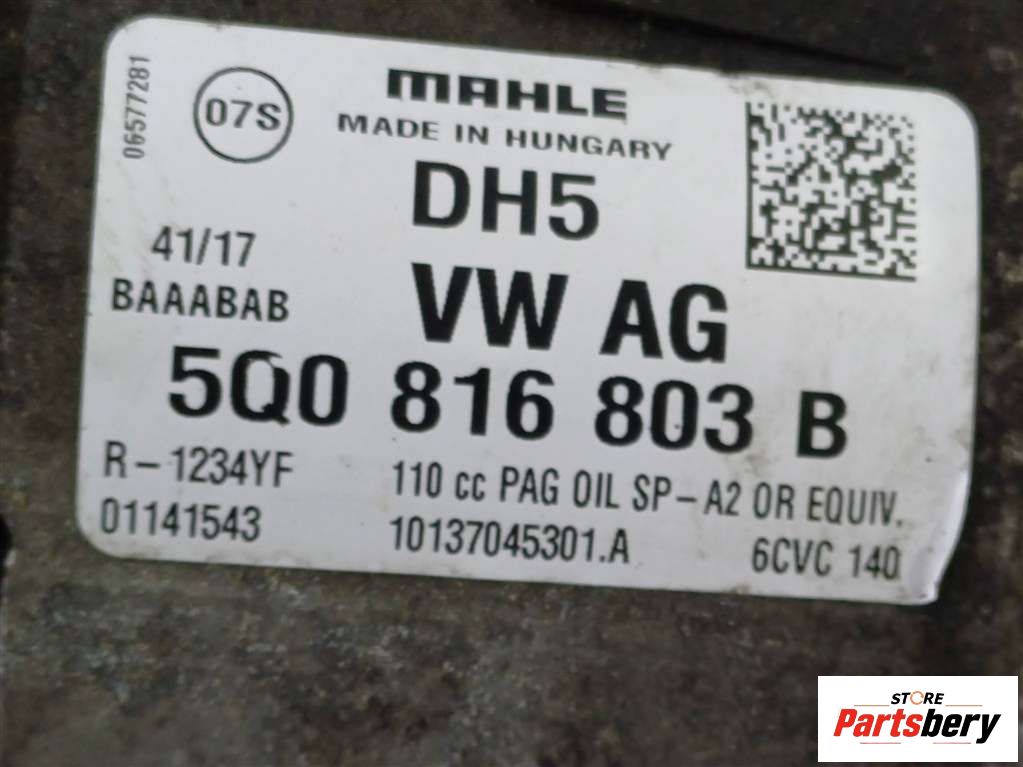 06577281
07S
MAHLE
MADE IN HUNGARY
DH5
41/17
VW AG
BAAABAB
5Q0 816 803 B
R-1234YF
110 cc PAG OIL SP-A2 OR EQUIV.
01141543
10137045301.A
6CVC 140
STORE
Partsbery